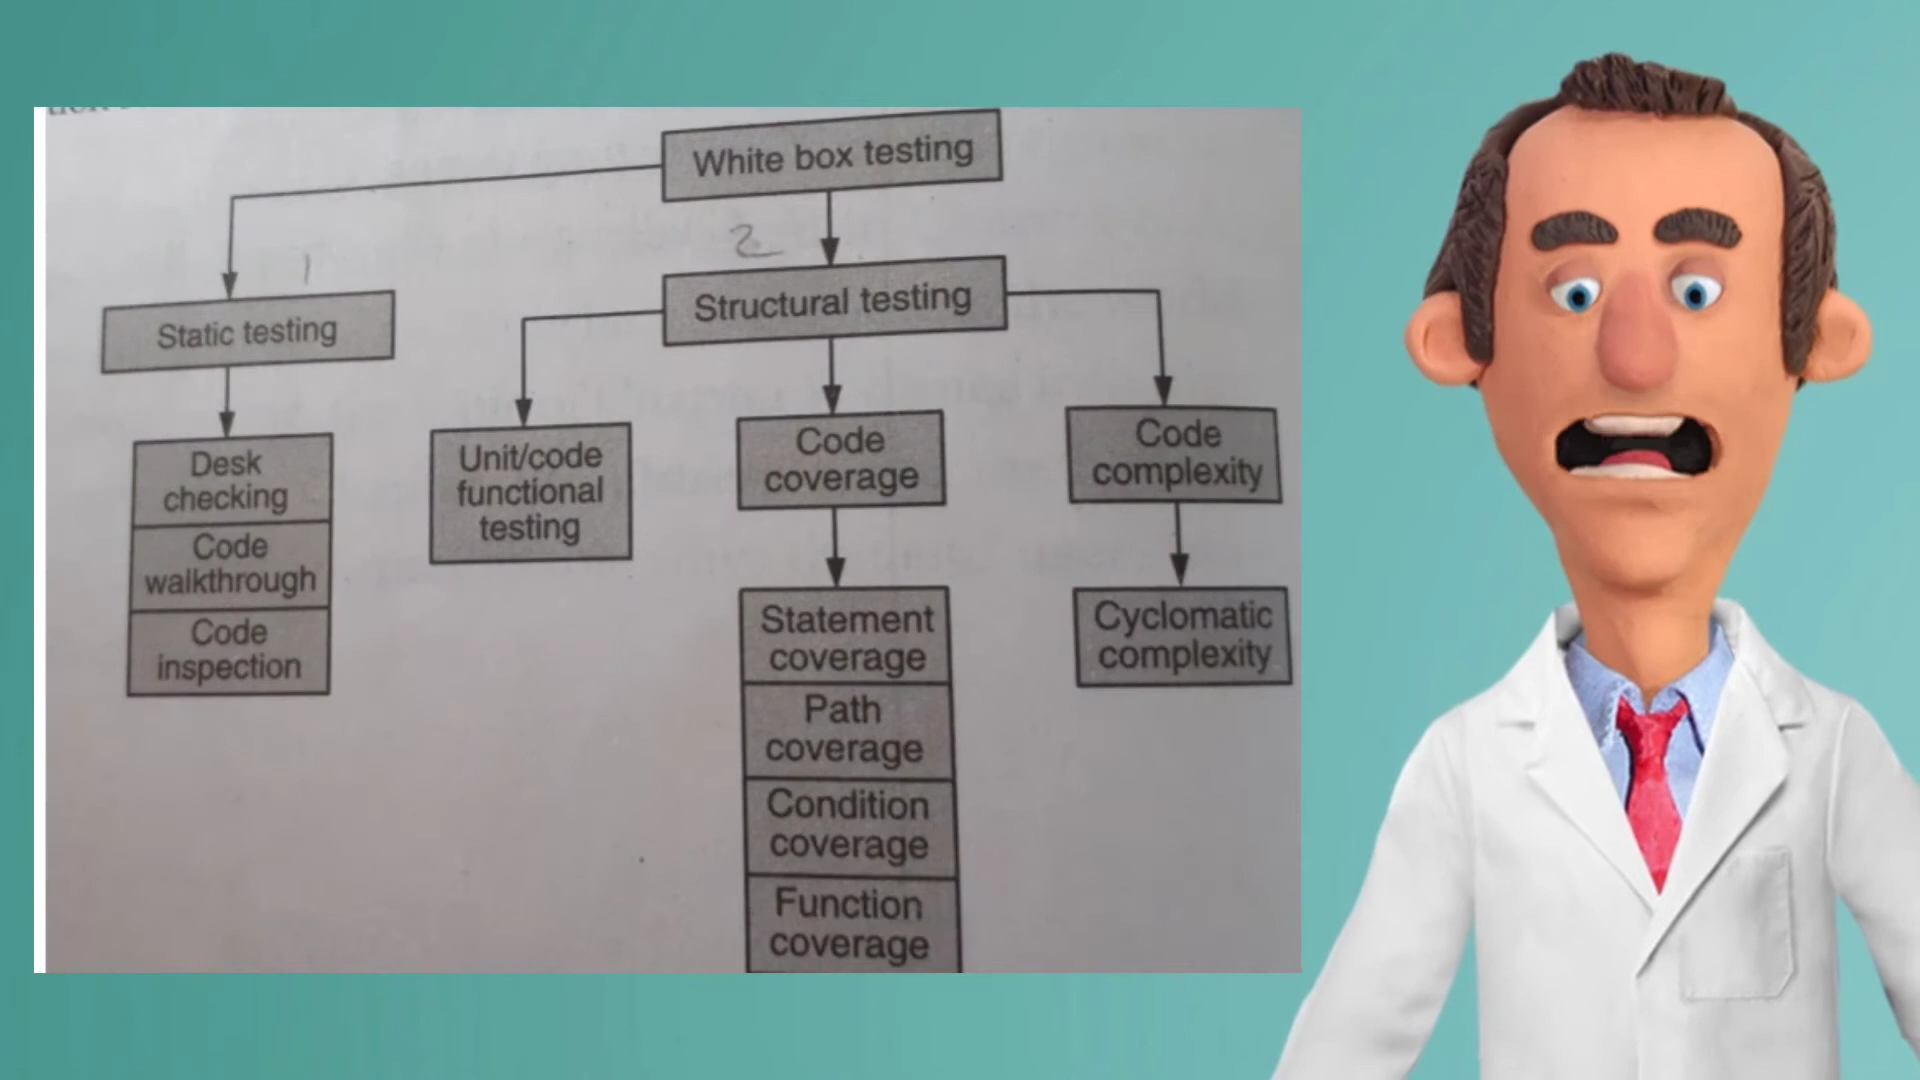 White box testing
1
2
Static testing
Structural testing
Desk
checking
Code
walkthrough
Code
inspection
Unit/code
functional
testing
Code
coverage
Statement
coverage
Path
coverage
Condition
coverage
Function
coverage
Code
complexity
Cyclomatic
complexity